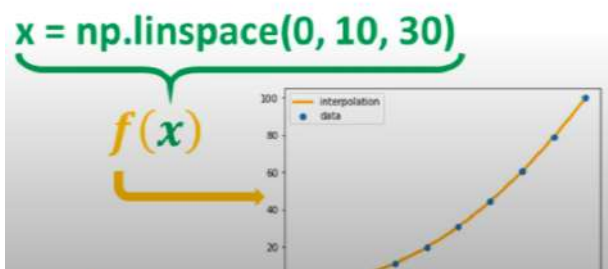 x = np.linspace(0, 10, 30)
f(x)
100
interpolation
data
80
60
40
20